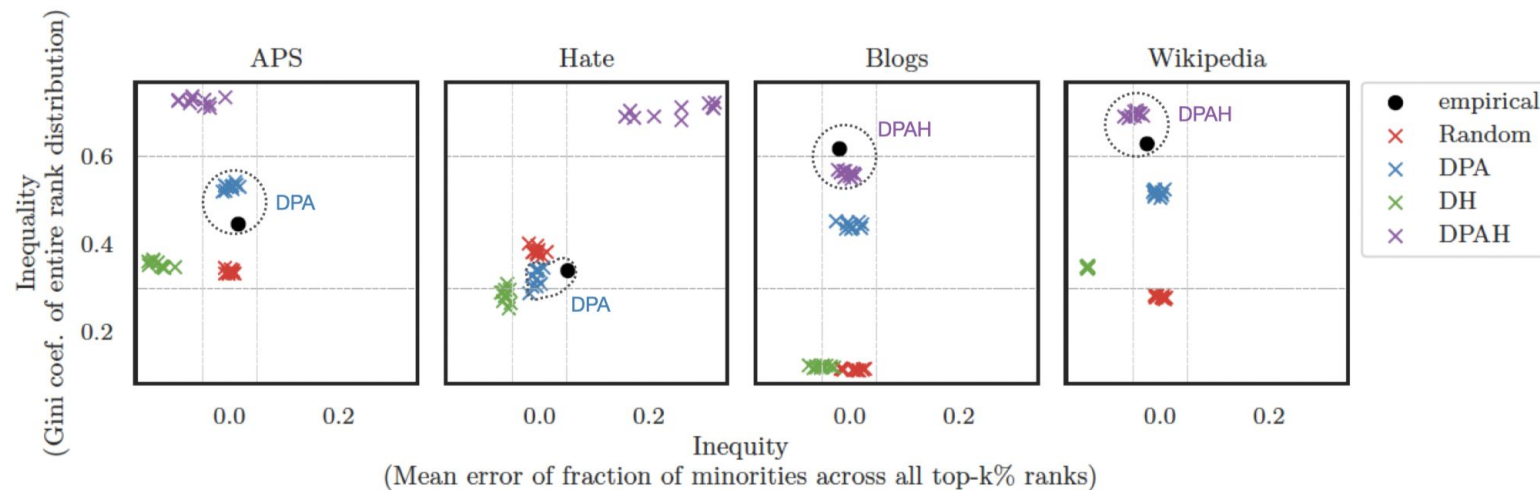 APS
Hate
Blogs
Wikipedia
Inequality
(Gini coef. of entire rank distribution)
0.6
0.4
0.2
DPA
DPA
DPAH
DPAH
empirical
Random
DPA
DH
DPAH
0.0 0.2
0.0 0.2
0.0 0.2
0.0 0.2
Inequity
(Mean error of fraction of minorities across all top-k% ranks)